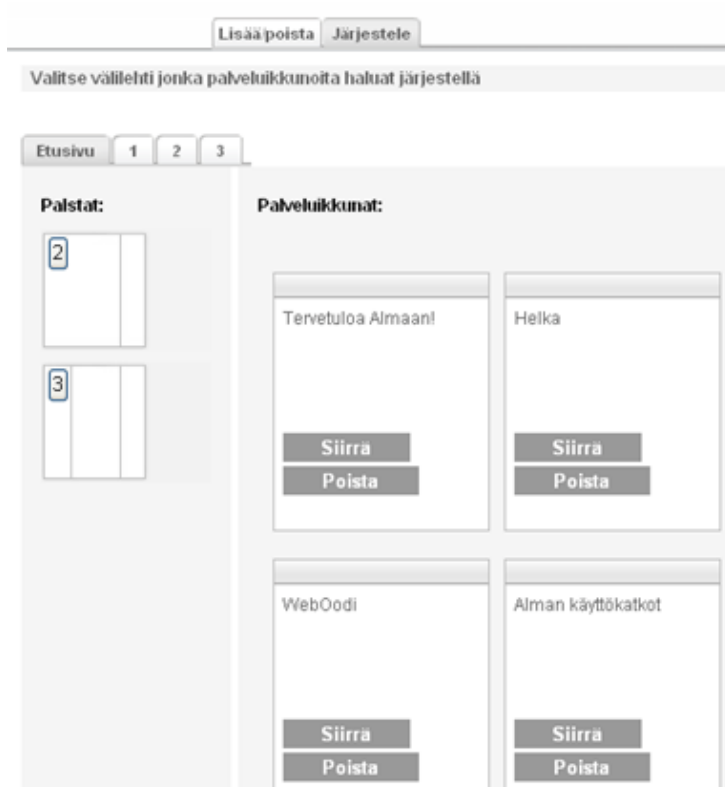 Lisää/poista Järjestele
Valitse välilehti jonka palveluikkunoita haluat järjestellä
Etusivu 1 2 3
Palstat: Palveluikkunat:
2
3
Tervetuloa Almaan! Helka
Siirrä Siirrä
Poista Poista
WebOodi Alman käyttökatkot
Siirrä Siirrä
Poista Poista